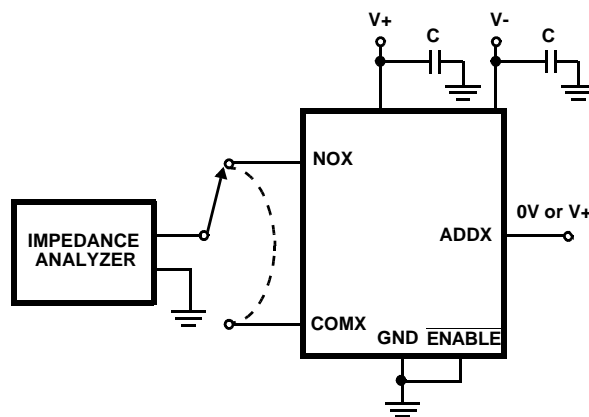 V+
C
V-
C
NOX
0V or V+
ADDX
IMPEDANCE
ANALYZER
COMX
GND
ENABLE